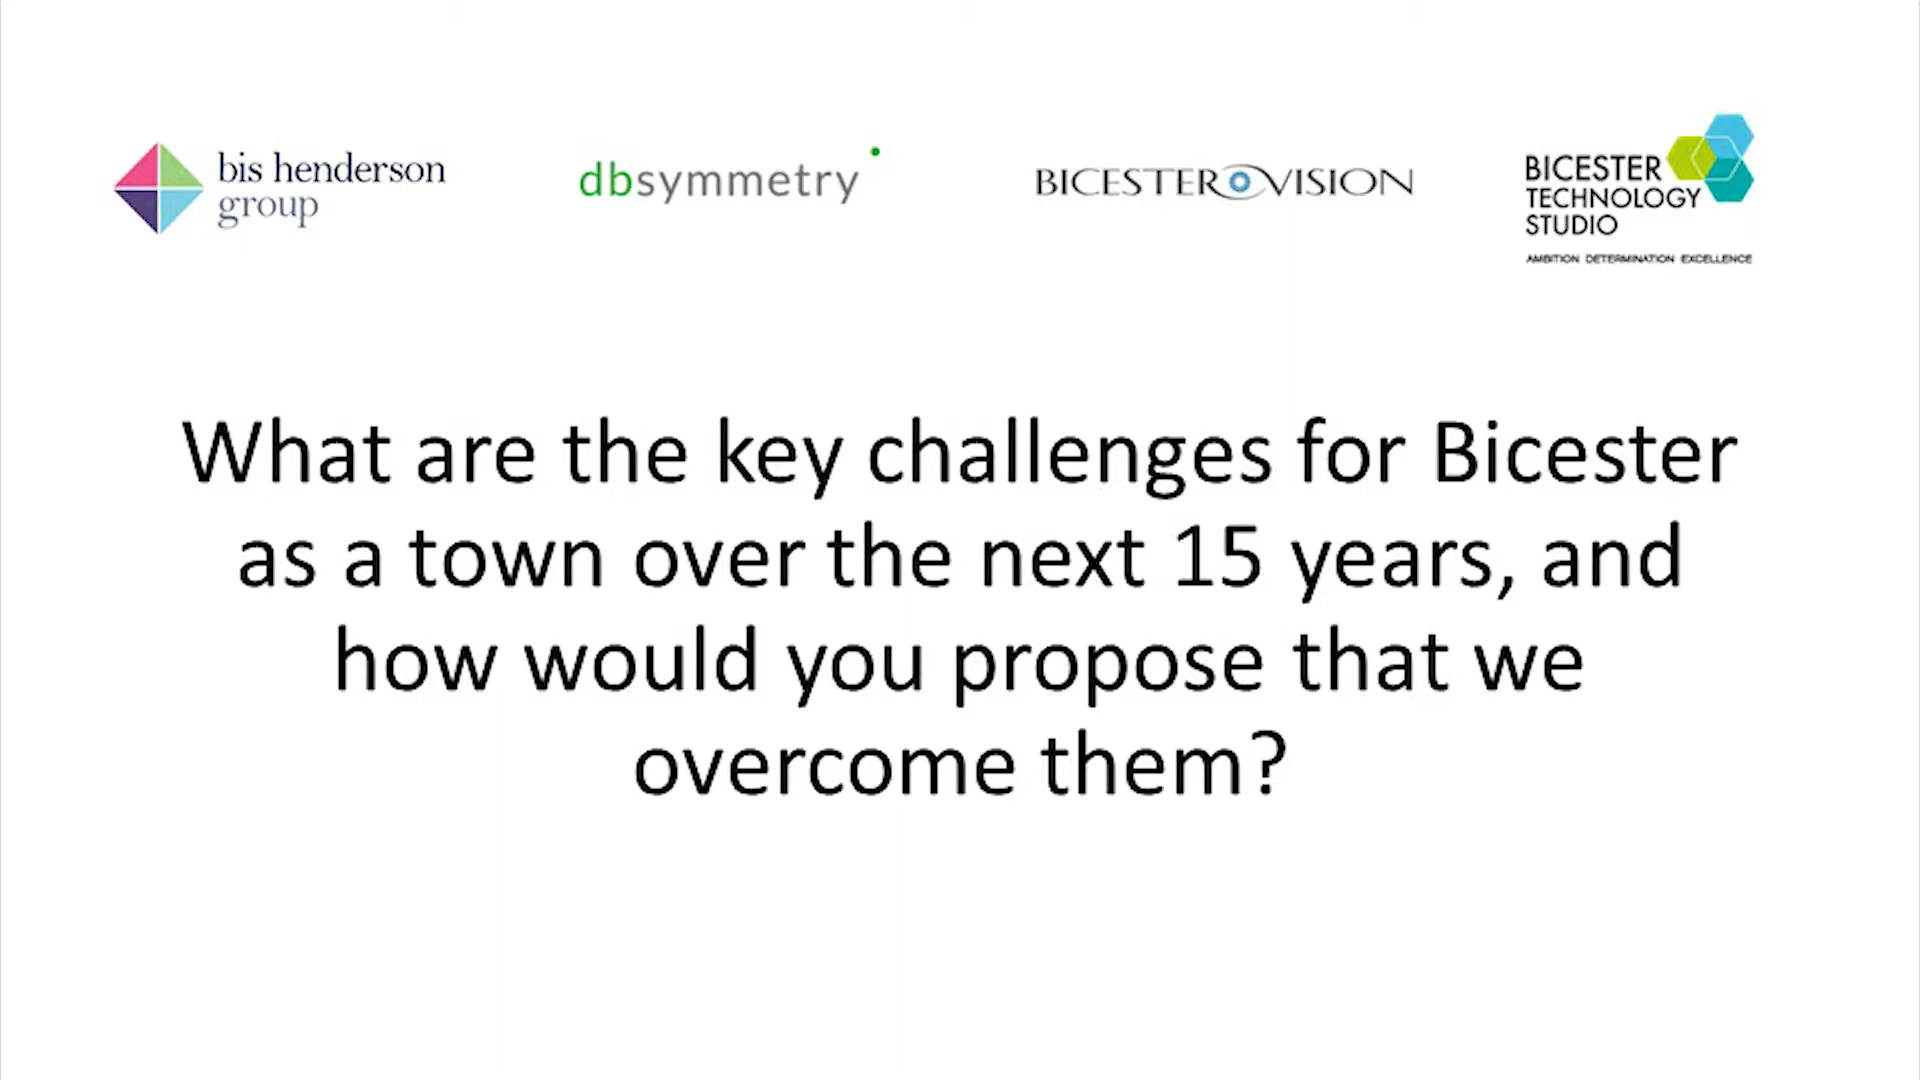 bis henderson
group
dbsymmetry
BICESTER VISION
BICESTER
TECHNOLOGY
STUDIO
AMBITION DETERMINATION EXCELLENCE
What are the key challenges for Bicester
as a town over the next 15 years, and
how would you propose that we
overcome them?